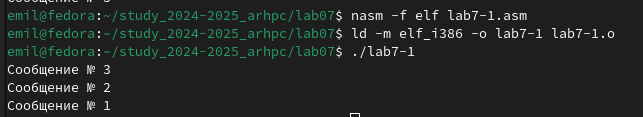 emil@fedora:~/study_2024-2025_arhpc/lab07$ nasm -f elf lab7-1.asm
emil@fedora:~/study_2024-2025_arhpc/lab07$ ld -m elf_i386 -o lab7-1 lab7-1.o
emil@fedora:~/study_2024-2025_arhpc/lab07$ ./lab7-1
Сообщение № 3
Сообщение № 2
Сообщение № 1